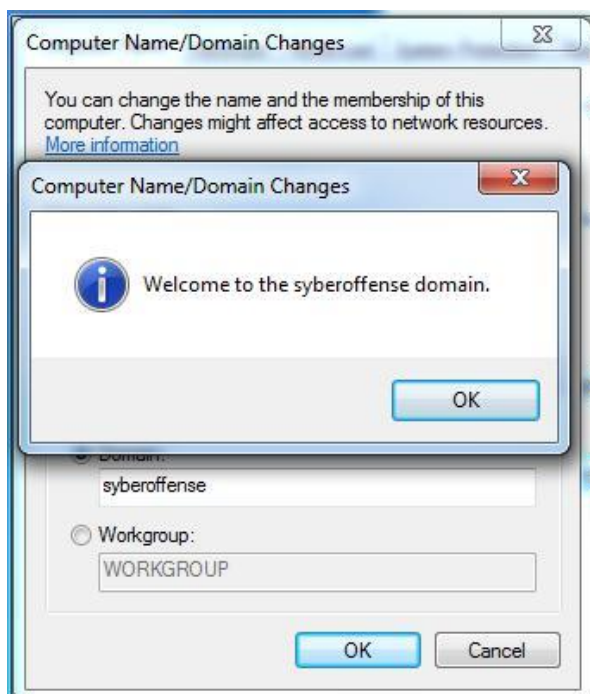 Computer Name/Domain Changes
You can change the name and the membership of this
computer. Changes might affect access to network resources.
More information
Computer Name/Domain Changes
Welcome to the syberoffense domain.
OK
Domain:
syberoffense
Workgroup:
WORKGROUP
OK Cancel